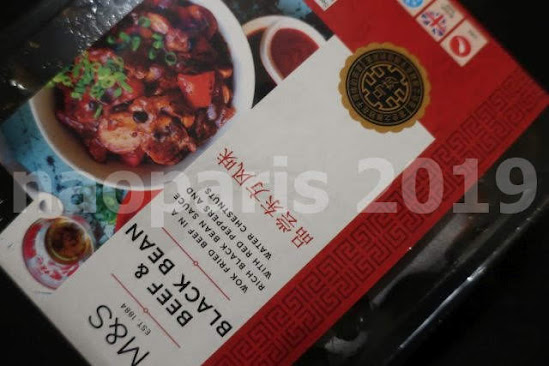 M&S
EST 1884
BEEF &
BLACK BEAN
WOK FRIED BEEF IN A
RICH BLACK BEAN SAUCE
WITH RED PEPPERS AND
WATER CHESTNUTS
品尝东方风味
naoparis 2019